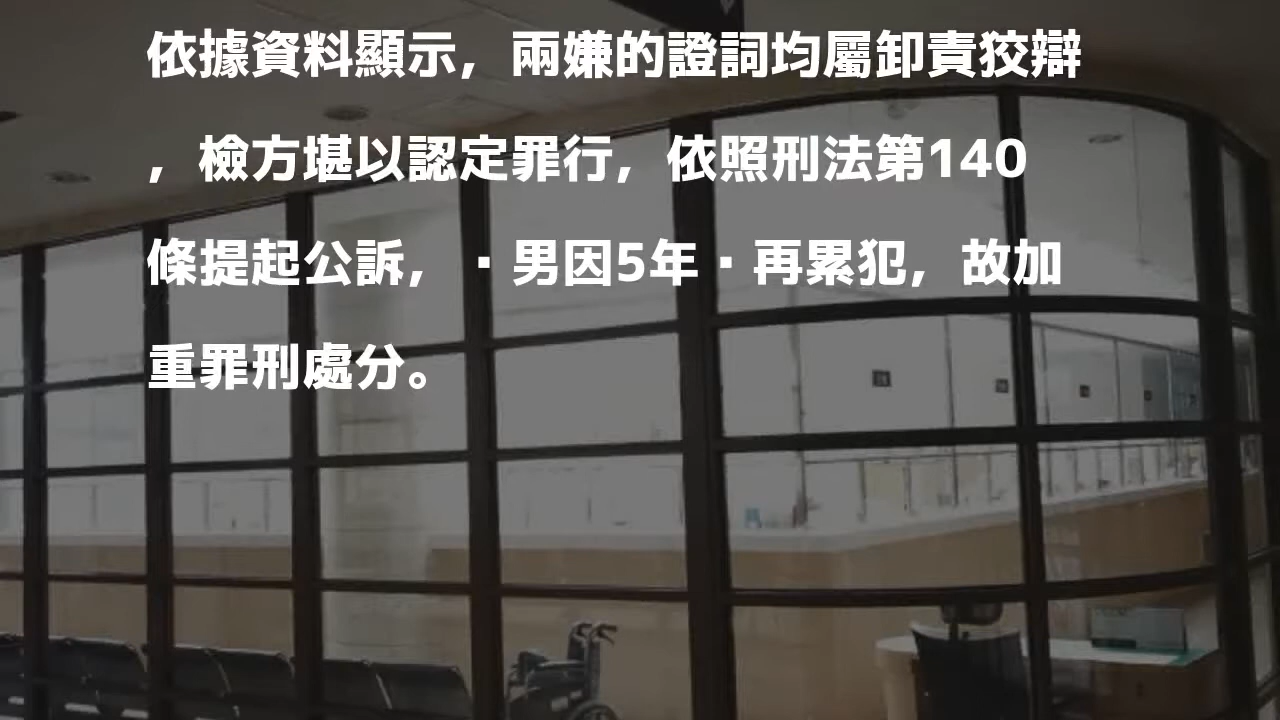 依據資料顯示，兩嫌的證詞均屬卸責狡辯
，檢方堪以認定罪行，依照刑法第140
條提起公訴，▪男因5年▪再累犯，故加
重罪刑處分。